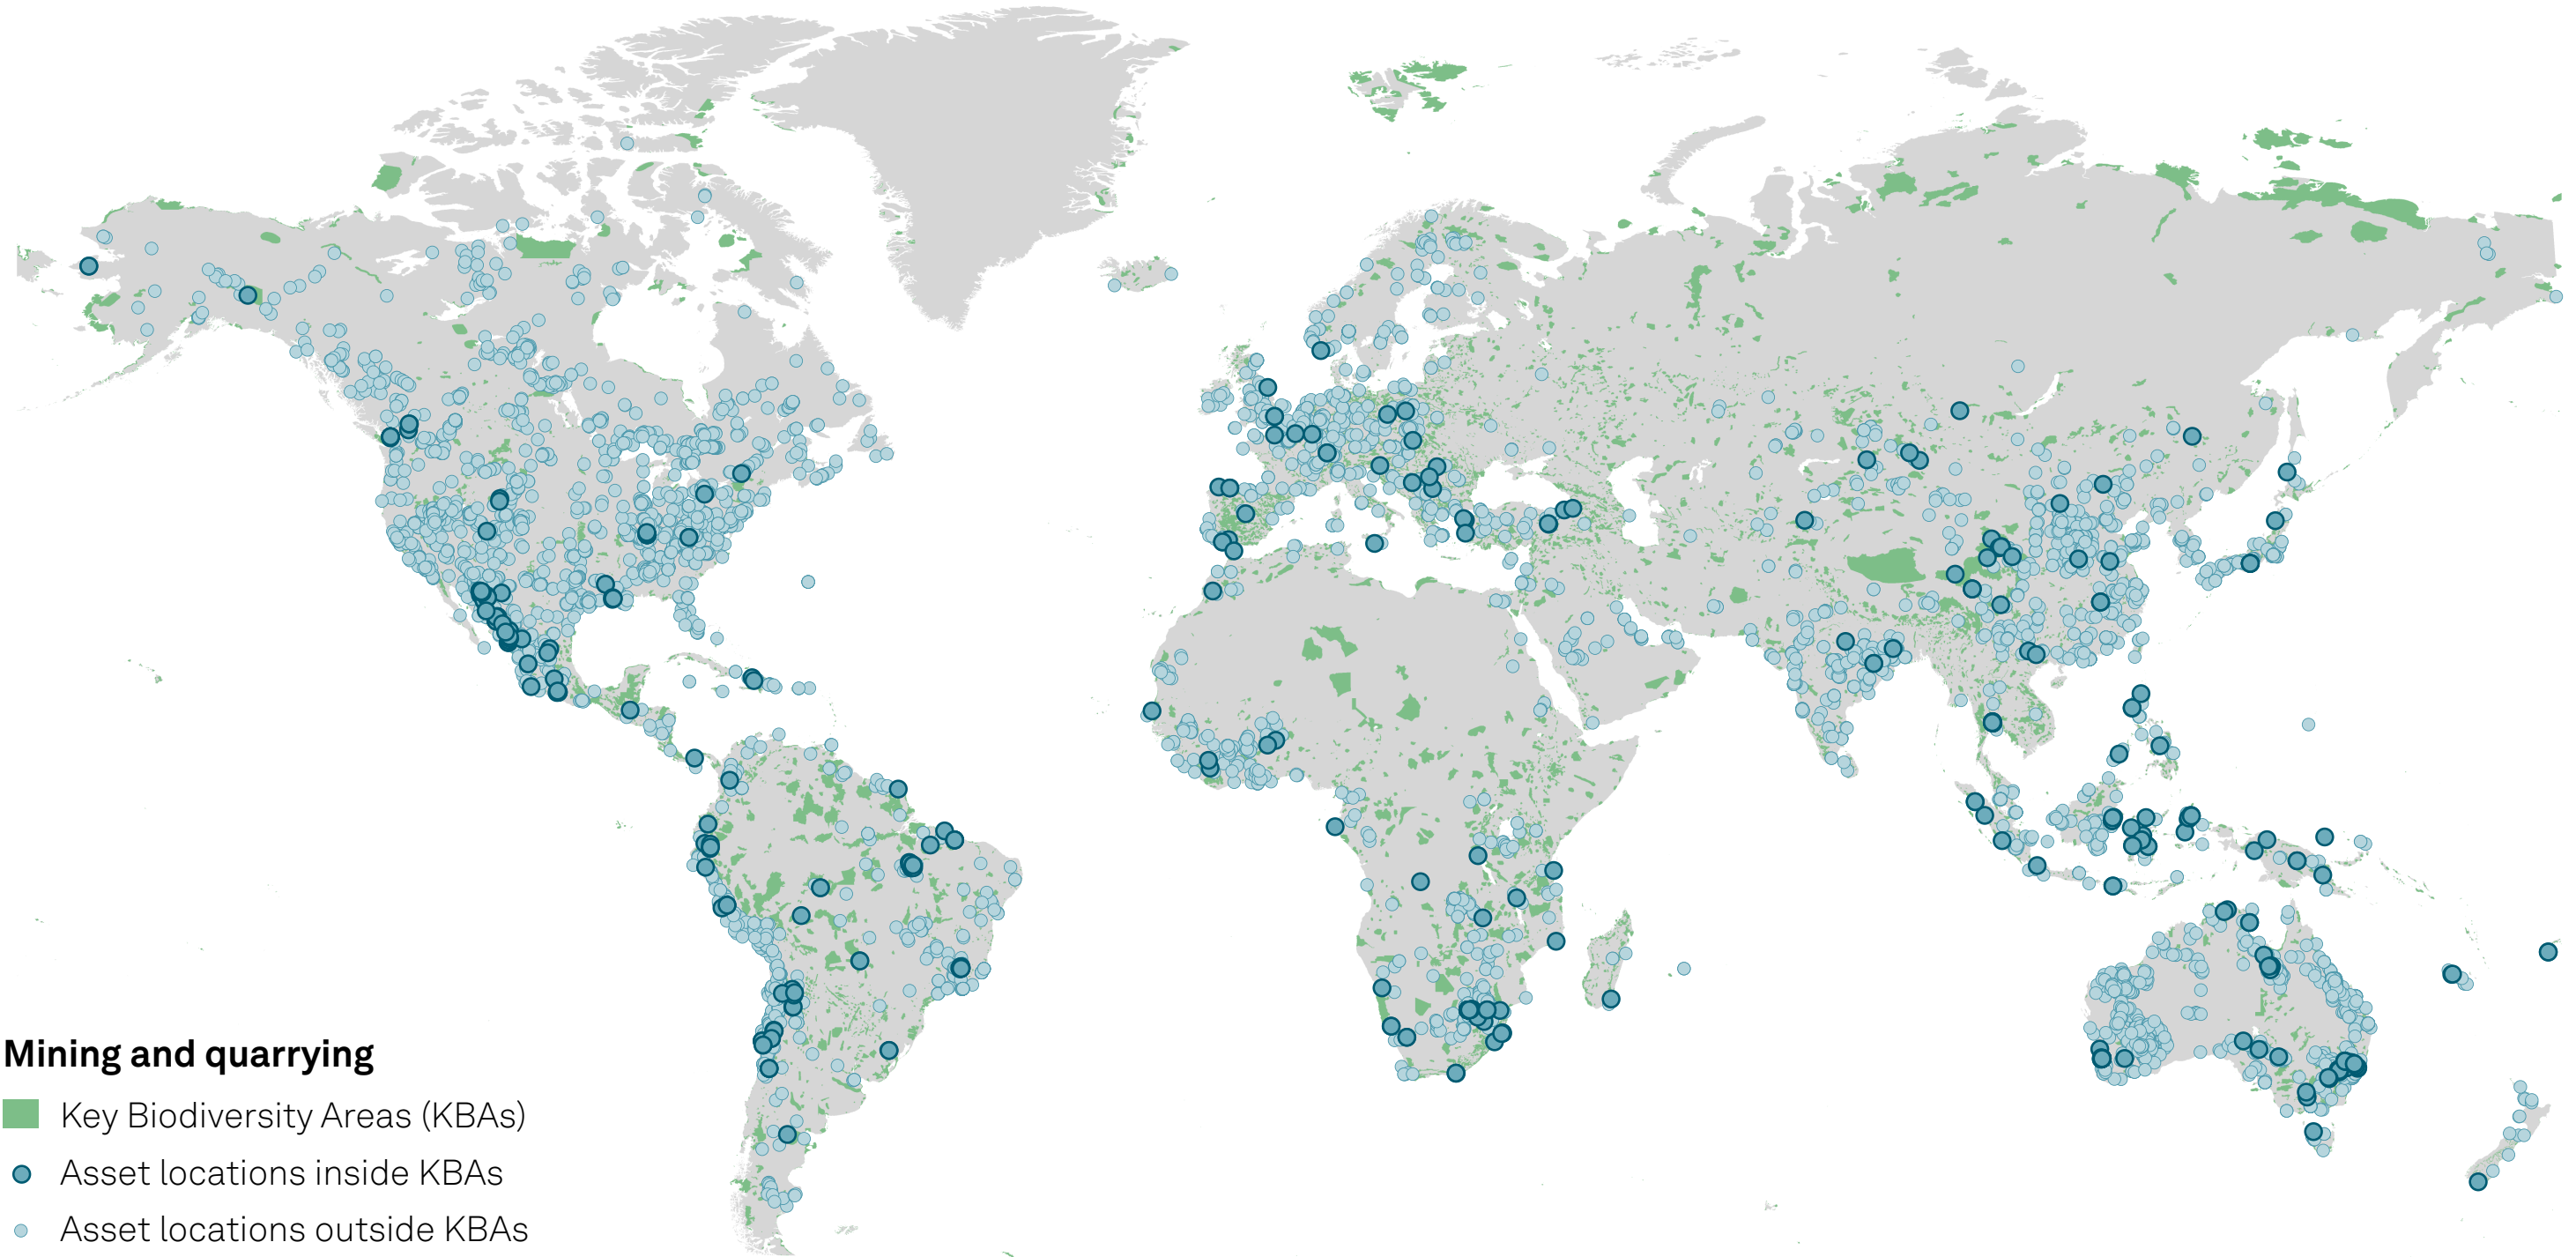 Mining and quarrying
Key Biodiversity Areas (KBAs)
Asset locations inside KBAs
Asset locations outside KBAs